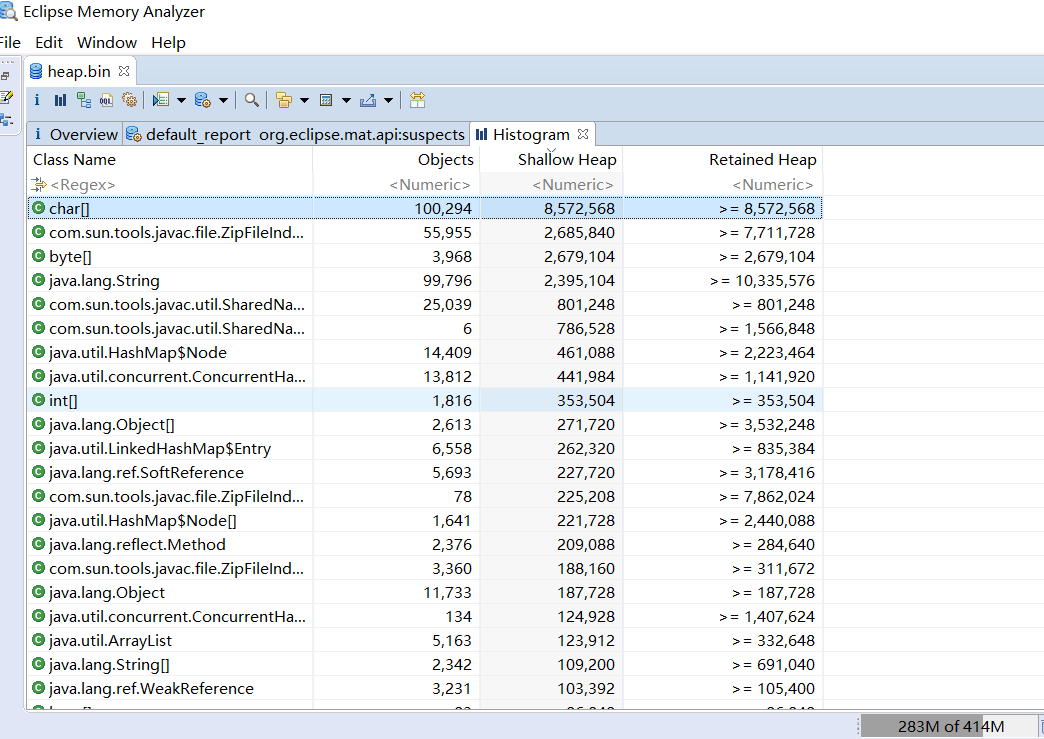 Eclipse Memory Analyzer
File Edit Window Help
heap.bin
i OQL
i Overview default_report org.eclipse.mat.api:suspects Histogram
Class Name Objects Shallow Heap Retained Heap
<Regex> <Numeric> <Numeric> <Numeric>
C char[] 100,294 8,572,568 >= 8,572,568
C com.sun.tools.javac.file.ZipFileInd... 55,955 2,685,840 >= 7,711,728
C byte[] 3,968 2,679,104 >= 2,679,104
C java.lang.String 99,796 2,395,104 >= 10,335,576
C com.sun.tools.javac.util.SharedNa... 25,039 801,248 >= 801,248
C com.sun.tools.javac.util.SharedNa... 6 786,528 >= 1,566,848
C java.util.HashMap$Node 14,409 461,088 >= 2,223,464
C java.util.concurrent.ConcurrentHa... 13,812 441,984 >= 1,141,920
C int[] 1,816 353,504 >= 353,504
C java.lang.Object[] 2,613 271,720 >= 3,532,248
C java.util.LinkedHashMap$Entry 6,558 262,320 >= 835,384
C java.lang.ref.SoftReference 5,693 227,720 >= 3,178,416
C com.sun.tools.javac.file.ZipFileInd... 78 225,208 >= 7,862,024
C java.util.HashMap$Node[] 1,641 221,728 >= 2,440,088
C java.lang.reflect.Method 2,376 209,088 >= 284,640
C com.sun.tools.javac.file.ZipFileInd... 3,360 188,160 >= 311,672
C java.lang.Object 11,733 187,728 >= 187,728
C java.util.concurrent.ConcurrentHa... 134 124,928 >= 1,407,624
C java.util.ArrayList 5,163 123,912 >= 332,648
C java.lang.String[] 2,342 109,200 >= 691,040
C java.lang.ref.WeakReference 3,231 103,392 >= 105,400
283M of 414M